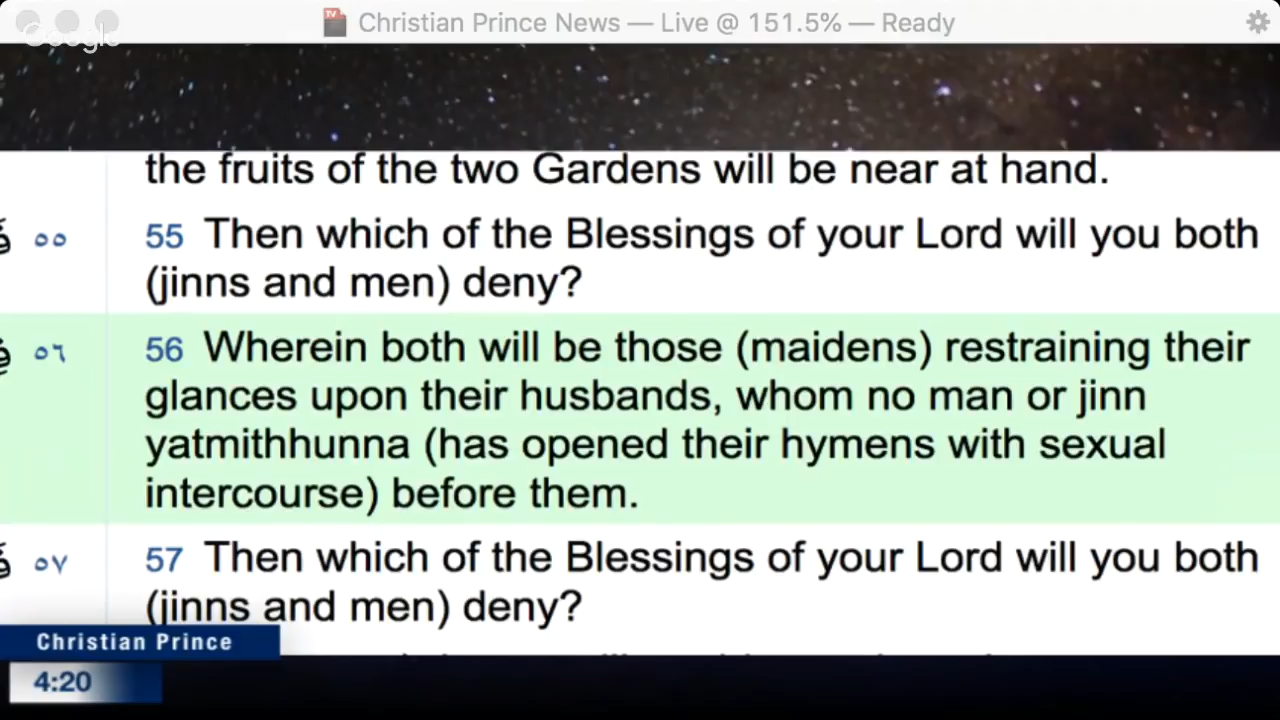 Christian Prince News — Live @ 151.5% — Ready
Google
the fruits of the two Gardens will be near at hand.
٥٥ 55 Then which of the Blessings of your Lord will you both
(jinns and men) deny?
٥٦ 56 Wherein both will be those (maidens) restraining their
glances upon their husbands, whom no man or jinn
yatmithhunna (has opened their hymens with sexual
intercourse) before them.
٥٧ 57 Then which of the Blessings of your Lord will you both
(jinns and men) deny?
Christian Prince
4:20